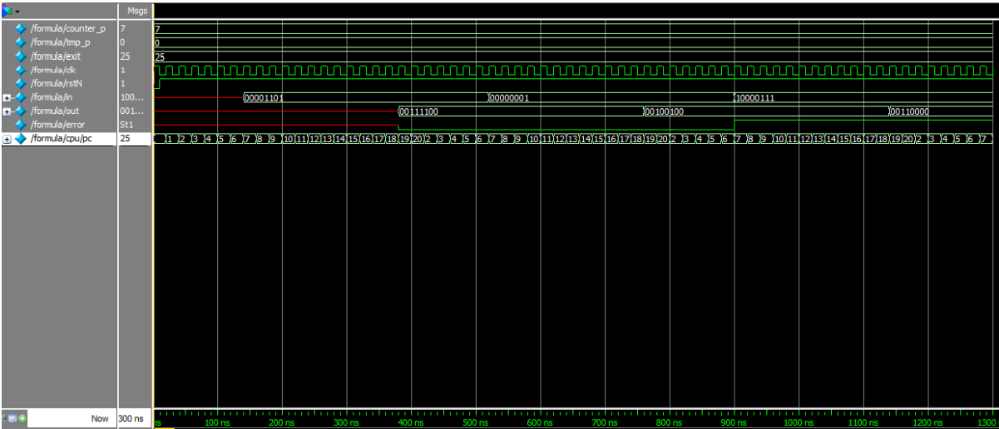 Msgs
/formula/counter_p 7 7
/formula/tmp_p 0 0
/formula/exit 25 25
/formula/clk 1
/formula/rstN 1
/formula/in 100... 00001101 00000001 10000111
/formula/out 001... 00111100 00100100 00110000
/formula/error St1
/formula/cpu/pc 25 1 2 3 4 5 6 7 8 9 10 11 12 13 14 15 16 17 18 19 20 2 3 4 5 6 7 8 9 10 11 12 13 14 15 16 17 18 19 20 2 3 4 5 6 7 8 9 10 11 12 13 14 15 16 17 18 19 20 2 3 4 5 6 7
Now 300 ns ns 100 ns 200 ns 300 ns 400 ns 500 ns 600 ns 700 ns 800 ns 900 ns 1000 ns 1100 ns 1200 ns 1300